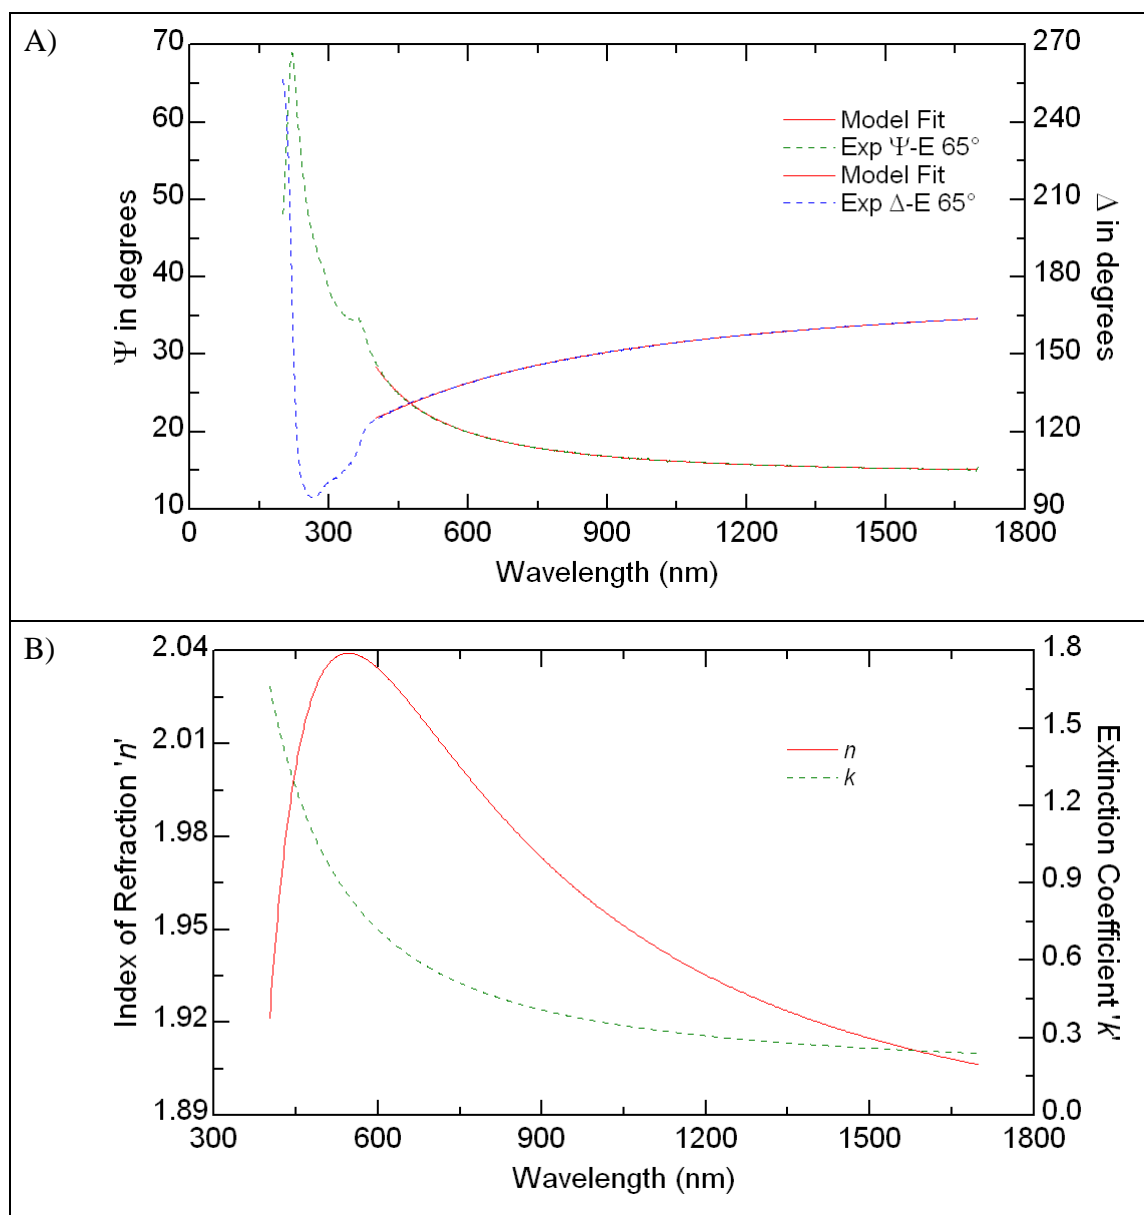 A)
70
60
50
40
30
20
10
Ψ in degrees
270
240
210
180
150
120
90
Δ in degrees
Model Fit
Exp Ψ-E 65°
Model Fit
Exp Δ-E 65°
0 300 600 900 1200 1500 1800
Wavelength (nm)
B)
2.04
2.01
1.98
1.95
1.92
1.89
Index of Refraction 'n'
1.8
1.5
1.2
0.9
0.6
0.3
0.0
Extinction Coefficient 'k'
n
k
300 600 900 1200 1500 1800
Wavelength (nm)